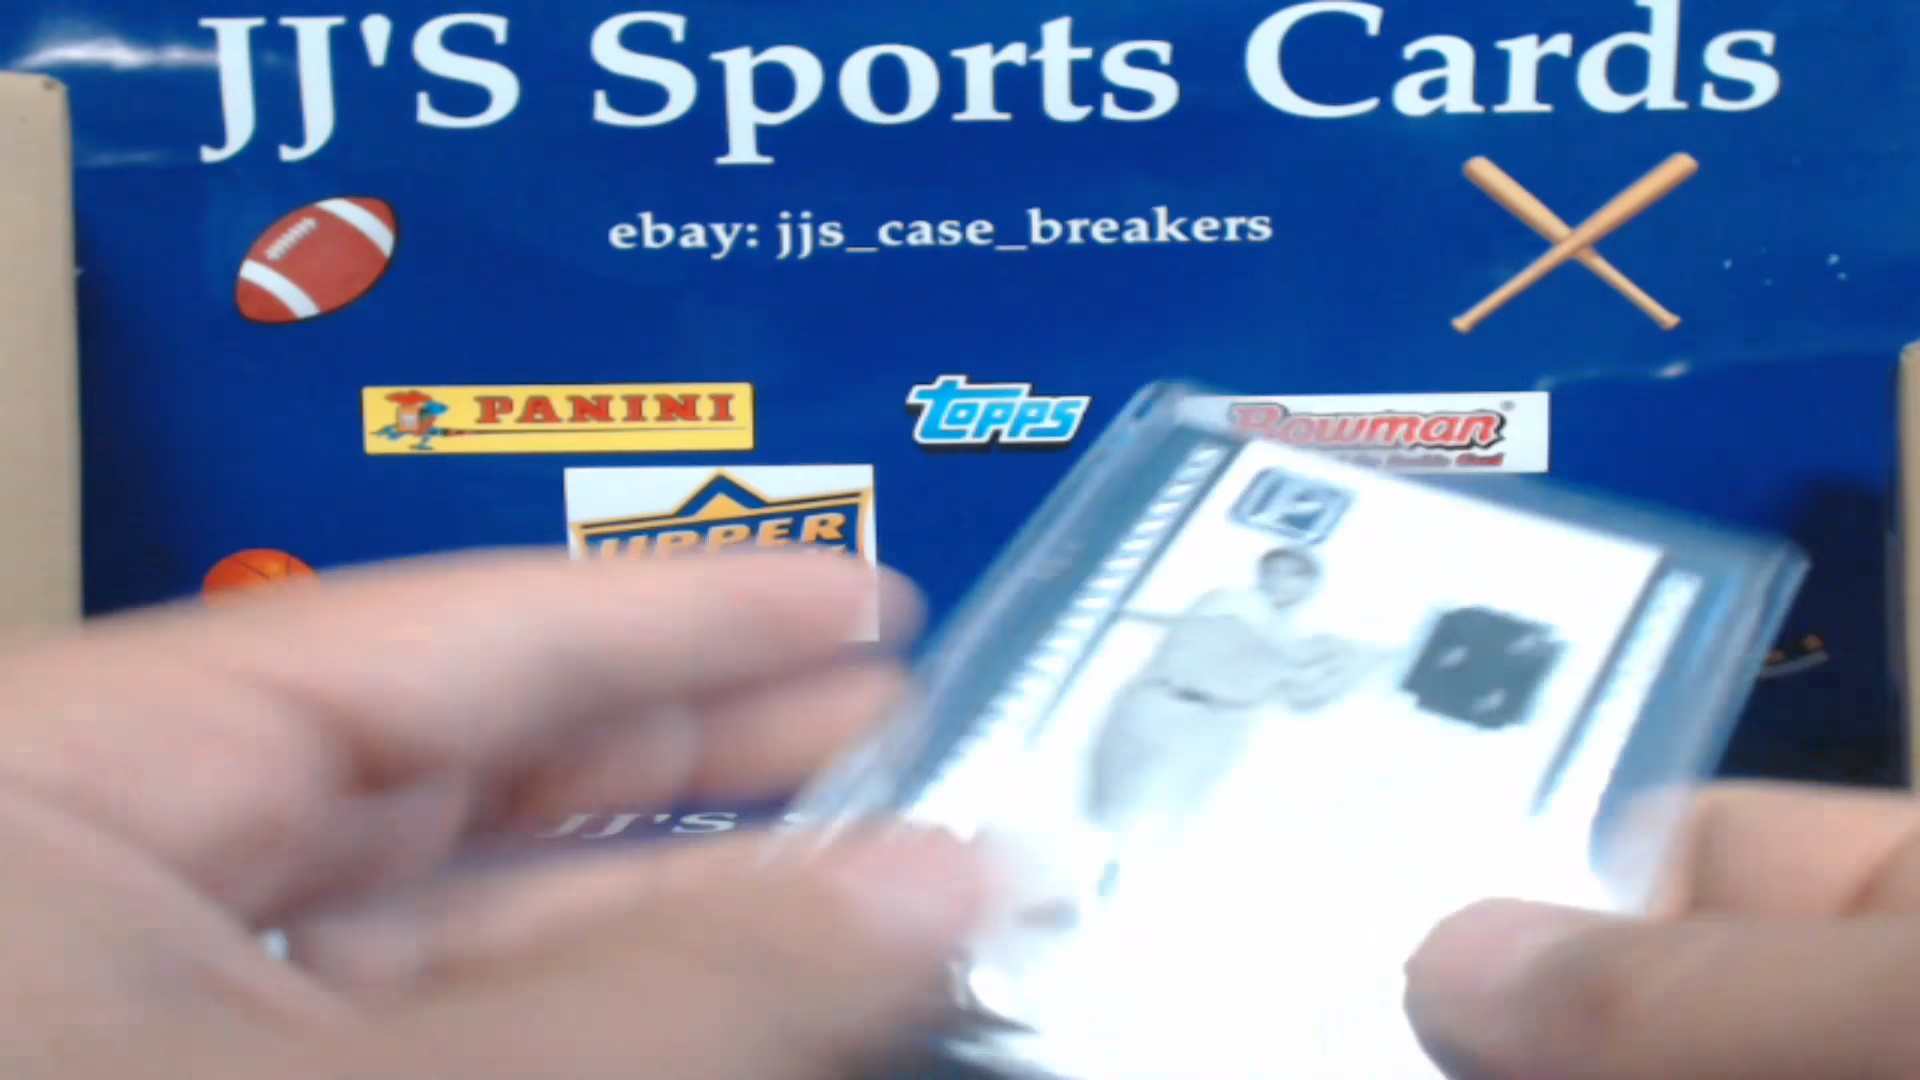 JJ'S Sports Cards
ebay: jjs_case_breakers
PANINI
topps
Bowman
UPPER
JJ'S